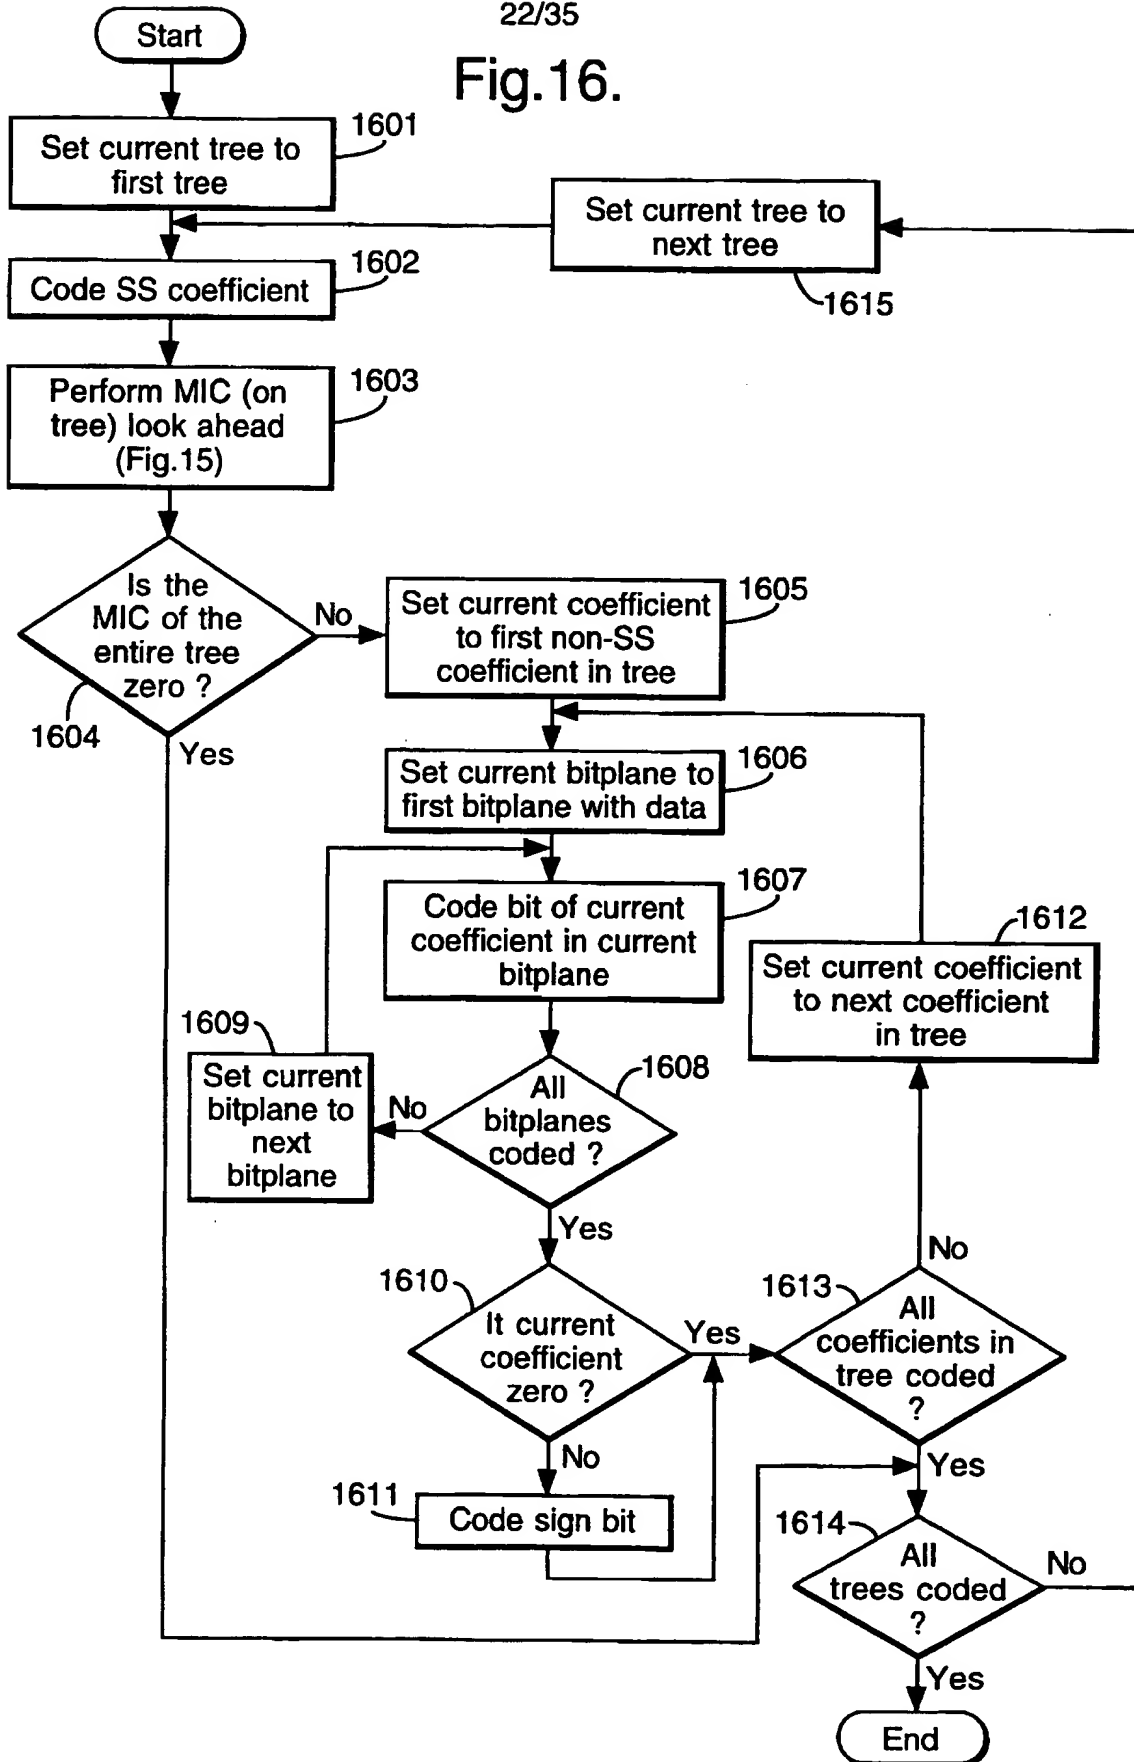 22/35
Fig.16.
Start
1601
Set current tree to
first tree
Set current tree to
next tree
1615
1602
Code SS coefficient
1603
Perform MIC (on
tree) look ahead
(Fig.15)
Is the
MIC of the
entire tree
zero ?
1604
No
Yes
1605
Set current coefficient
to first non-SS
coefficient in tree
1606
Set current bitplane to
first bitplane with data
1607
Code bit of current
coefficient in current
bitplane
1612
Set current coefficient
to next coefficient
in tree
1609
Set current
bitplane to
next
bitplane
1608
All
bitplanes
coded ?
No
Yes
1610
It current
coefficient
zero ?
Yes
No
1611
Code sign bit
1613
All
coefficients in
tree coded
?
No
Yes
1614
All
trees coded
?
No
Yes
End